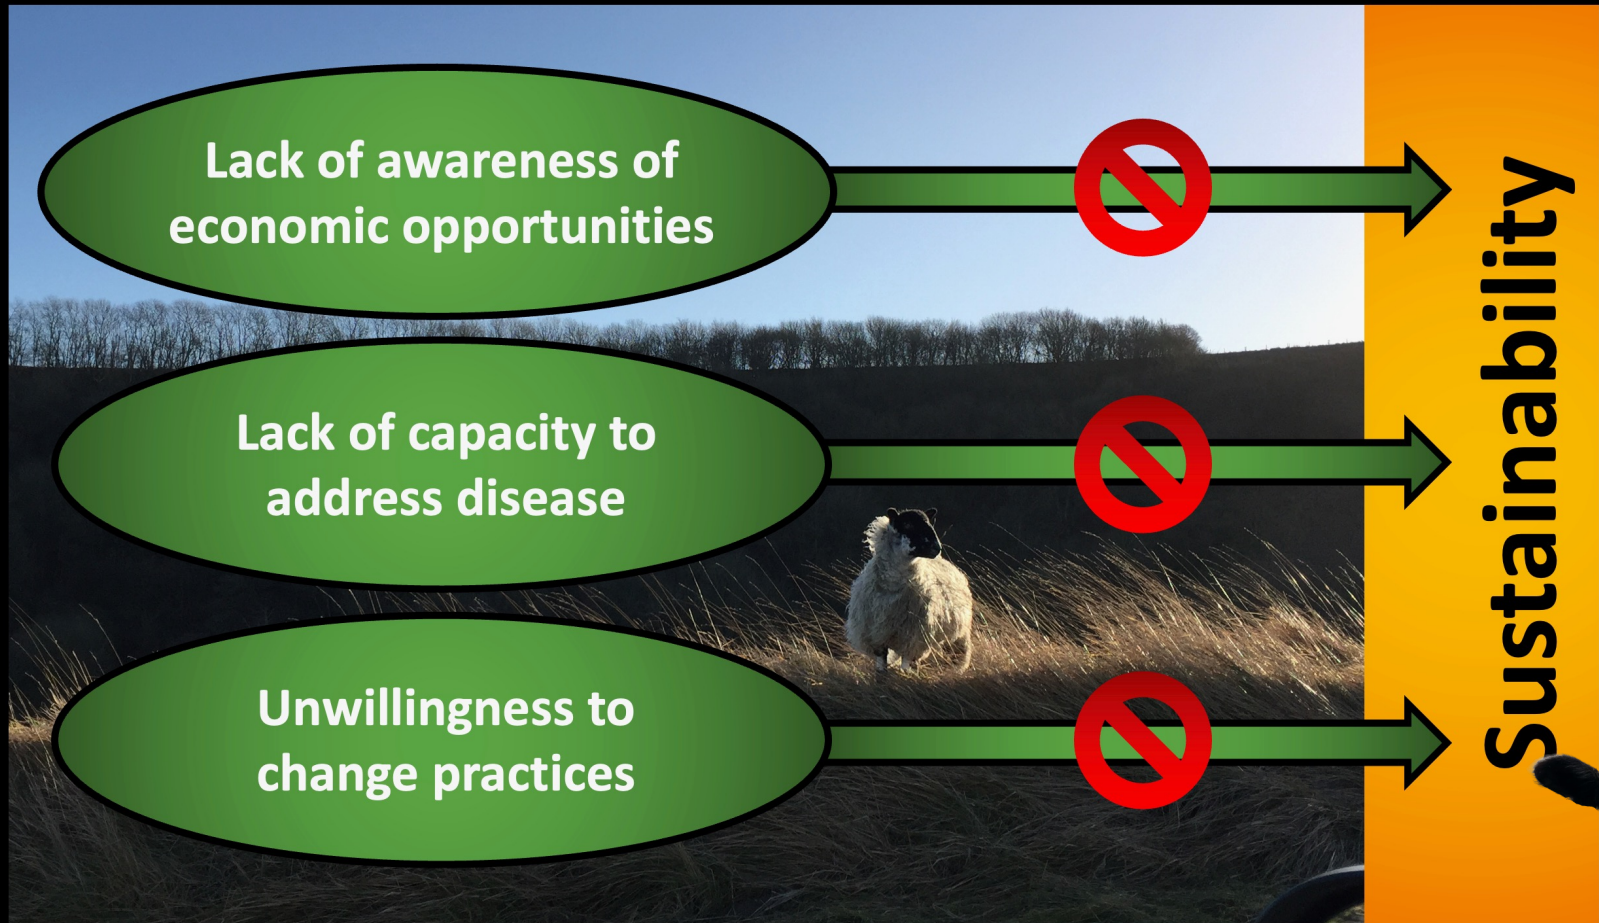 Lack of awareness of
economic opportunities
Lack of capacity to
address disease
Unwillingness to
change practices
Sustainability